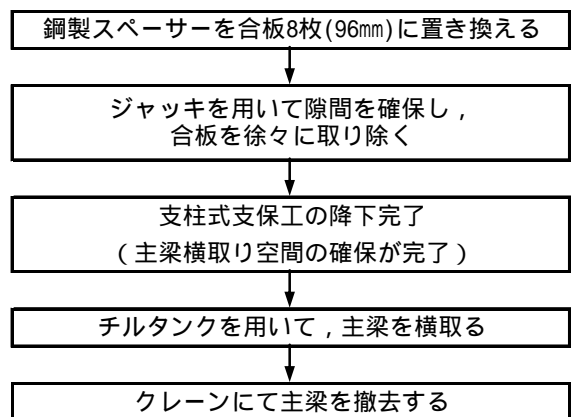 鋼製スペーサーを合板8枚(96㎜)に置き換える
ジャッキを用いて隙間を確保し，
合板を徐々に取り除く
支柱式支保工の降下完了
（主梁横取り空間の確保が完了）
チルタンクを用いて，主梁を横取る
クレーンにて主梁を撤去する